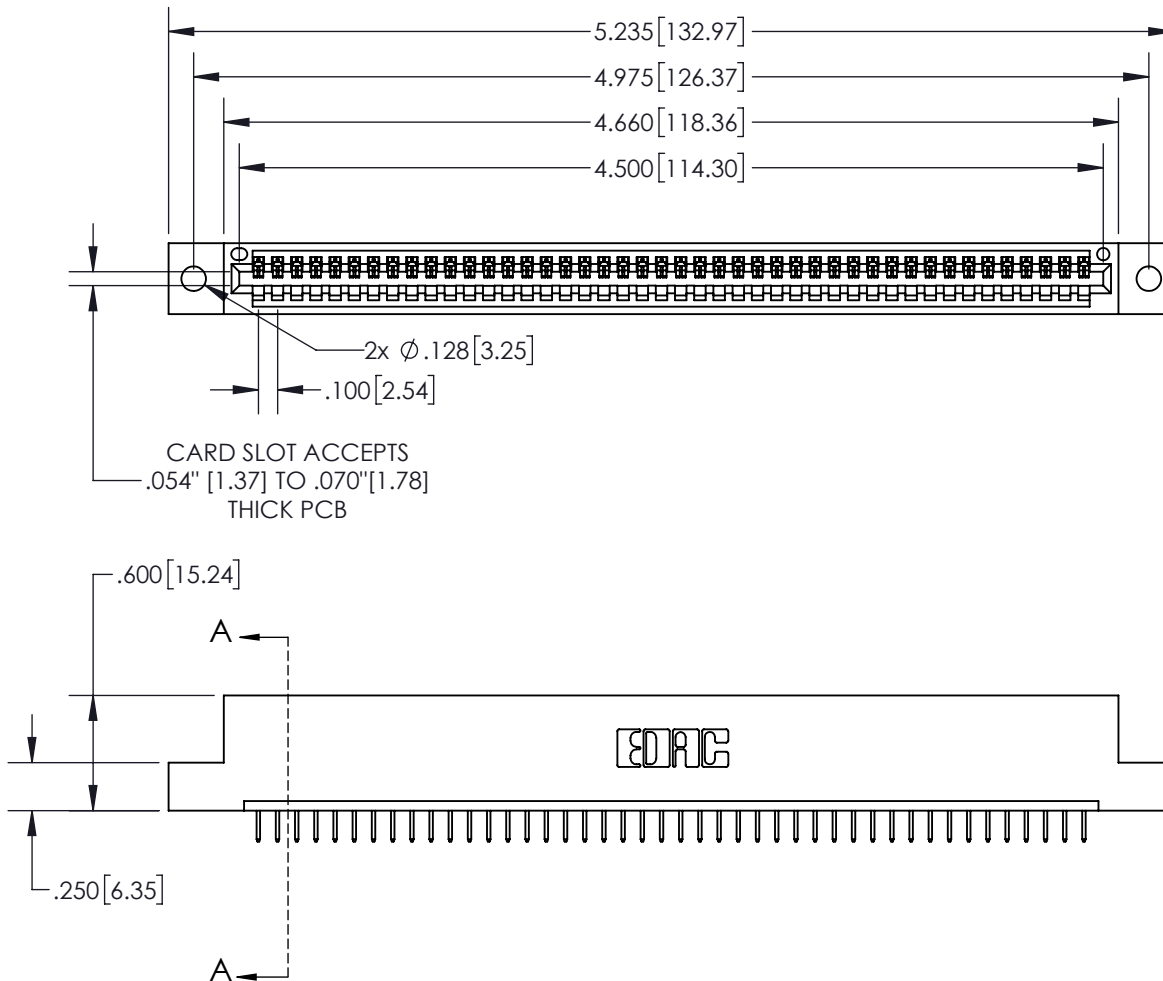 5.235[132.97]
4.975[126.37]
4.660[118.36]
4.500[114.30]
2x Ø.128[3.25]
.100[2.54]
CARD SLOT ACCEPTS
.054" [1.37] TO .070"[1.78]
THICK PCB
.600[15.24]
A
EDAC
.250[6.35]
A